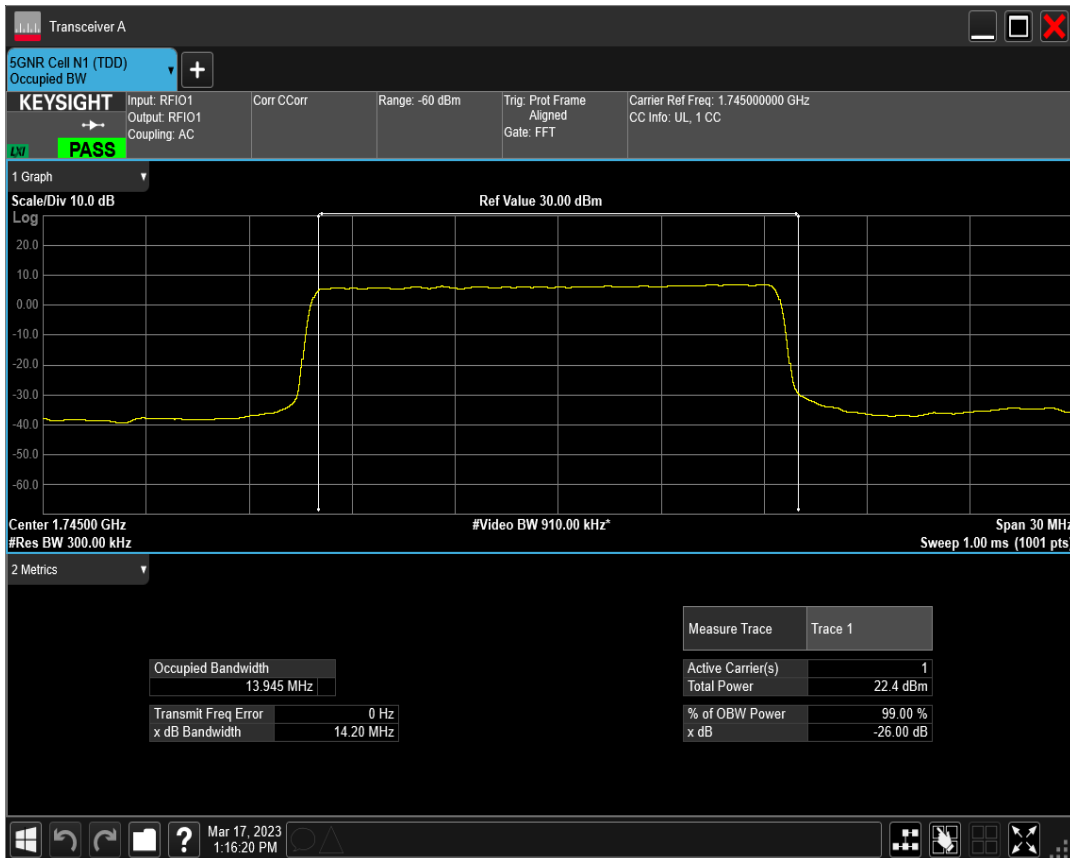 Transceiver A
5GNR Cell N1 (TDD)
Occupied BW
+
KEYSIGHT
LXI
PASS
Input: RFIO1
Output: RFIO1
Coupling: AC
Corr CCorr
Range: -60 dBm
Trig: Prot Frame
Aligned
Gate: FFT
Carrier Ref Freq: 1.745000000 GHz
CC Info: UL, 1 CC
1 Graph
Scale/Div 10.0 dB
Ref Value 30.00 dBm
Log
20.0
10.0
0.00
-10.0
-20.0
-30.0
-40.0
-50.0
-60.0
Center 1.74500 GHz
#Video BW 910.00 kHz*
Span 30 MHz
#Res BW 300.00 kHz
Sweep 1.00 ms (1001 pts)
2 Metrics
Measure Trace Trace 1
Occupied Bandwidth
13.945 MHz
Active Carrier(s) 1
Total Power 22.4 dBm
Transmit Freq Error 0 Hz
x dB Bandwidth 14.20 MHz
% of OBW Power 99.00 %
x dB -26.00 dB
?
Mar 17, 2023
1:16:20 PM